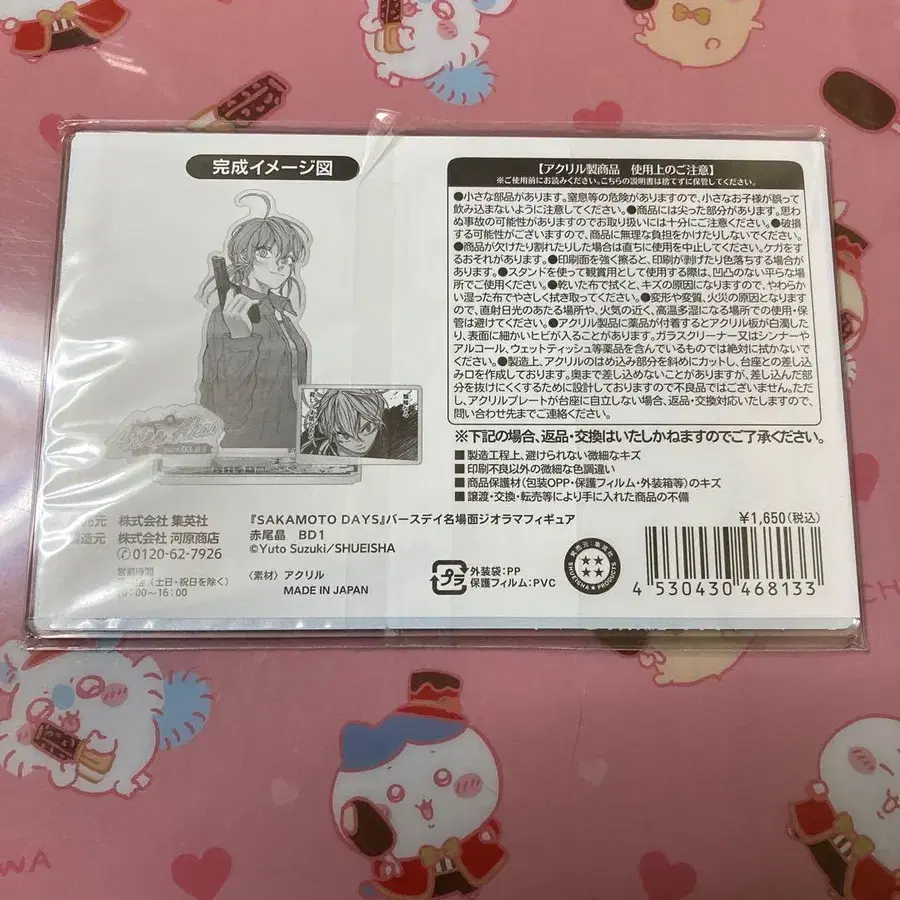 完成イメージ図
【アクリル製商品 使用上のご注意】
※ご使用前にお読みください。こちらの説明書は捨てずに保管してください。
●小さな部品があります。窒息等の危険がありますので、小さなお子様が誤って
飲み込まないように注意してください。●商品には尖った部分があります。思わ
ぬ事故の可能性がありますのでお取り扱いには十分にご注意ください。●破損
する可能性がございますので、商品に無理な負担をかけたりしないでください。
●商品が欠けたり割れたりした場合は直ちに使用を中止してください。ケガをす
るおそれがあります。●印刷面を強く擦ると、印刷が剥げたり色落ちする場合が
あります。●スタンドを使って観賞用として使用する際は、凹凸のない平らな場
所でご使用ください。●乾いた布で拭くと、キズの原因になりますので、やわらか
い湿った布でやさしく拭き取ってください。●変形や変質、火災の原因となります
ので、直射日光のあたる場所や、火気の近く、高温多湿になる場所での使用・保
管は避けてください。●アクリル製品に薬品が付着するとアクリル板が白濁した
り、表面に細かいヒビが入ることがあります。ガラスクリーナー又はシンナーや
アルコール、ウェットティッシュ等薬品を含んでいるものでは絶対に拭かないでく
ださい。●製造上、アクリルのはめ込み部分を斜めにカットし、台座との差し込
み口を作成しております。奥まで差し込めないことがありますが、差し込んだ部
分を抜けにくくするために設計しておりますので不良品ではございません。ただ
し、アクリルプレートが台座に自立しない場合、返品・交換対応いたしますので、
問い合わせ先までご連絡ください。
※下記の場合、返品・交換はいたしかねますのでご了承ください。
■製造工程上、避けられない微細なキズ
■印刷不良以外の微細な色調違い
■商品保護材(包装OPP・保護フィルム・外装箱等)のキズ
■譲渡・交換・転売等により手に入れた商品の不備
Akira Akao
03.03
売元 株式会社 集英社
製造元 株式会社 河原商店
0120-62-7926
営業時間
(土日・祝日を除く)
10:00〜16:00
『SAKAMOTO DAYS』バースデイ名場面ジオラマフィギュア
赤尾晶 BD1
©Yuto Suzuki/SHUEISHA
〈素材〉アクリル
MADE IN JAPAN
プラ
外装袋:PP
保護フィルム:PVC
発売元:集英社
SHUEISHA PRODUCTS
¥1,650(税込)
4 530430 468133